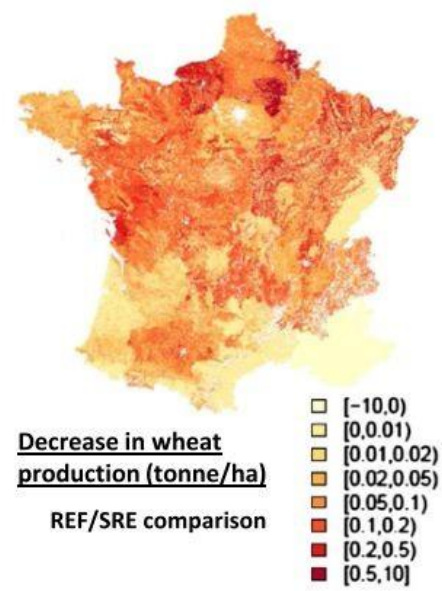 [-10,0)
[0,0.01)
[0.01,0.02)
[0.02,0.05)
[0.05,0.1)
[0.1,0.2)
[0.2,0.5)
[0.5,10]
Decrease in wheat
production (tonne/ha)
REF/SRE comparison